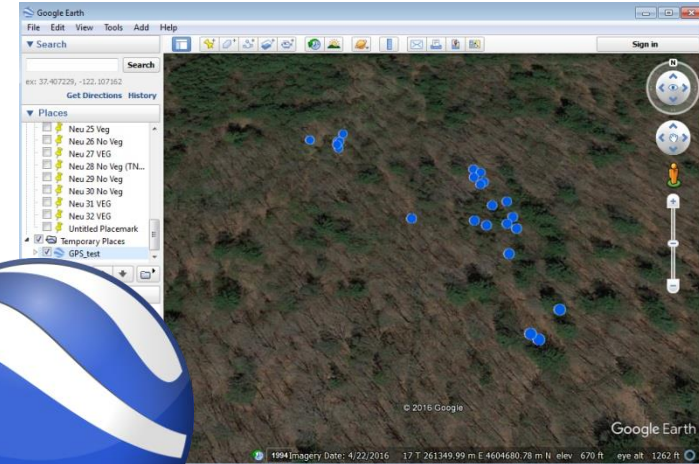 Google Earth
File Edit View Tools Add Help
Search
Sign in
Search
ex: 37.407229, -122.107162
Get Directions History
Places
Neu 25 Veg
Neu 26 No Veg
Neu 27 VEG
Neu 28 No Veg (TN...
Neu 29 No Veg
Neu 30 No Veg
Neu 31 VEG
Neu 32 VEG
Untitled Placemark
Temporary Places
GPS_test
N
© 2016 Google
Google Earth
1994 Imagery Date: 4/22/2016 17 T 261349.99 m E 4604680.78 m N elev 670 ft eye alt 1262 ft